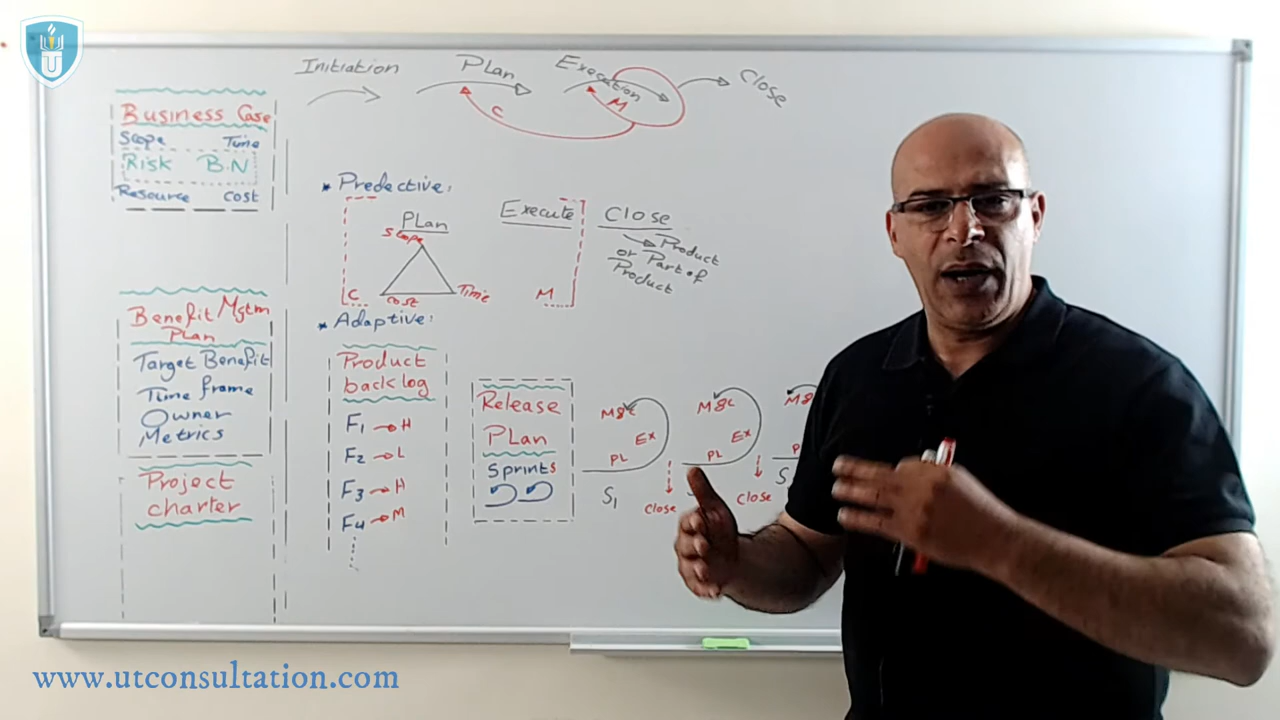 Initiation
Plan
Execution
Close
C
M
Business Case
Scope Time
Risk B.N
Resource cost
* Predective:
Plan
Scope
Cost
Time
C
Execute
M
Close
Product
or Part of
Product
Benefit Mgtm
Plan
Target Benefit
Time frame
Owner
Metrics
Project
charter
* Adaptive:
Product
backlog
F1 → H
F2 → L
F3 → H
F4 → M
Release
Plan
Sprints
M&C
Ex
PL
S1
Close
M&C
Ex
PL
Close
M&
P
S
U
www.utconsultation.com